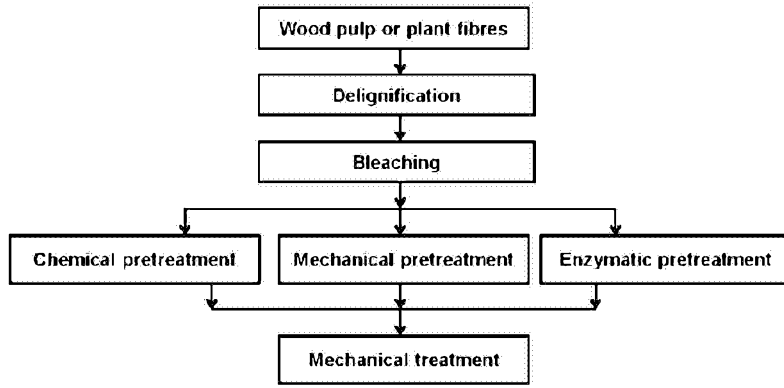 Wood pulp or plant fibres
Delignification
Bleaching
Chemical pretreatment
Mechanical pretreatment
Enzymatic pretreatment
Mechanical treatment